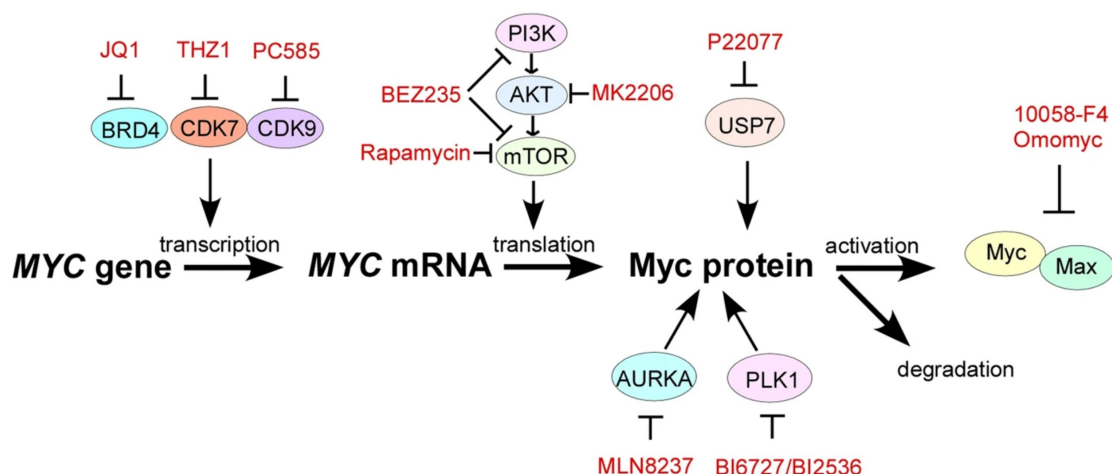 JQ1 THZ1 PC585
BRD4 CDK7 CDK9
PI3K
BEZ235 AKT MK2206
Rapamycin mTOR
P22077
USP7
10058-F4
Omomyc
MYC gene transcription MYC mRNA translation Myc protein activation Myc Max
degradation
AURKA PLK1
MLN8237 BI6727/BI2536